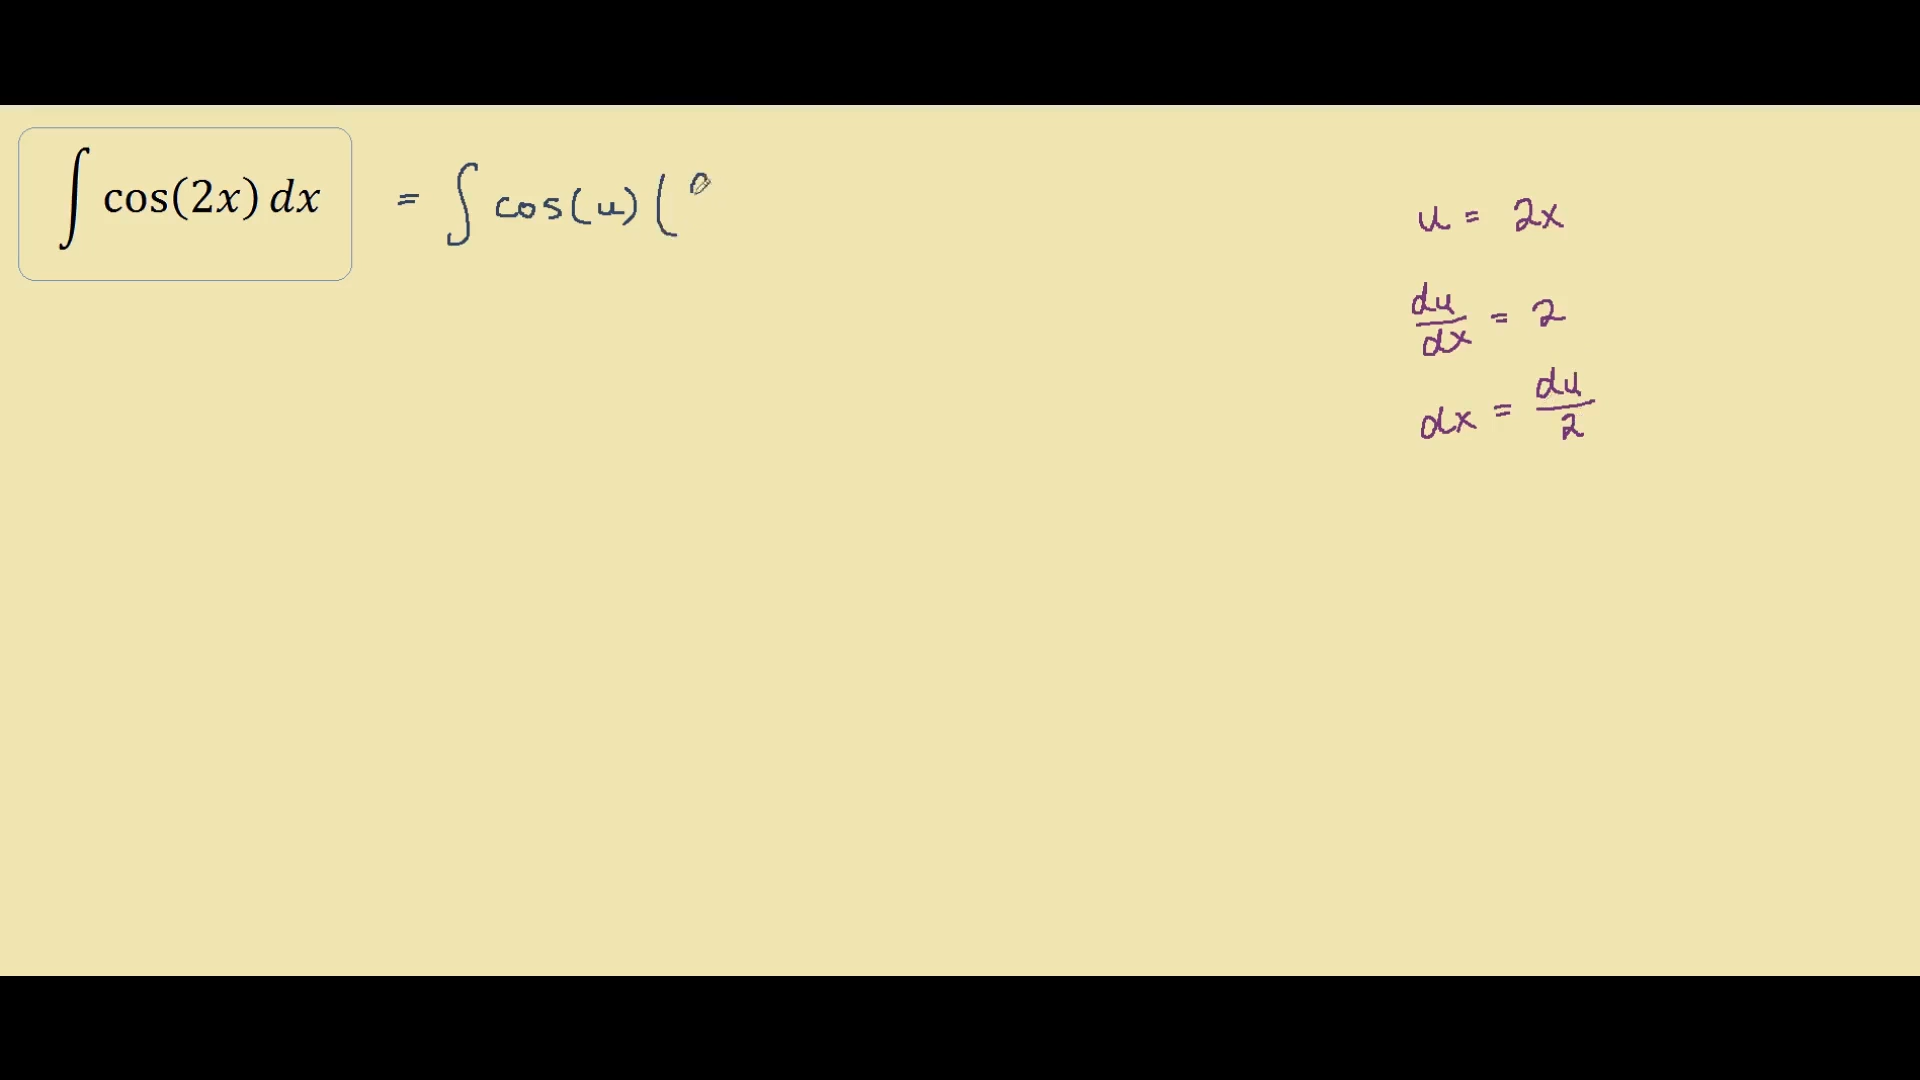 ∫ cos(2x) dx = ∫ cos(u) (
u = 2x
du/dx = 2
dx = du/2